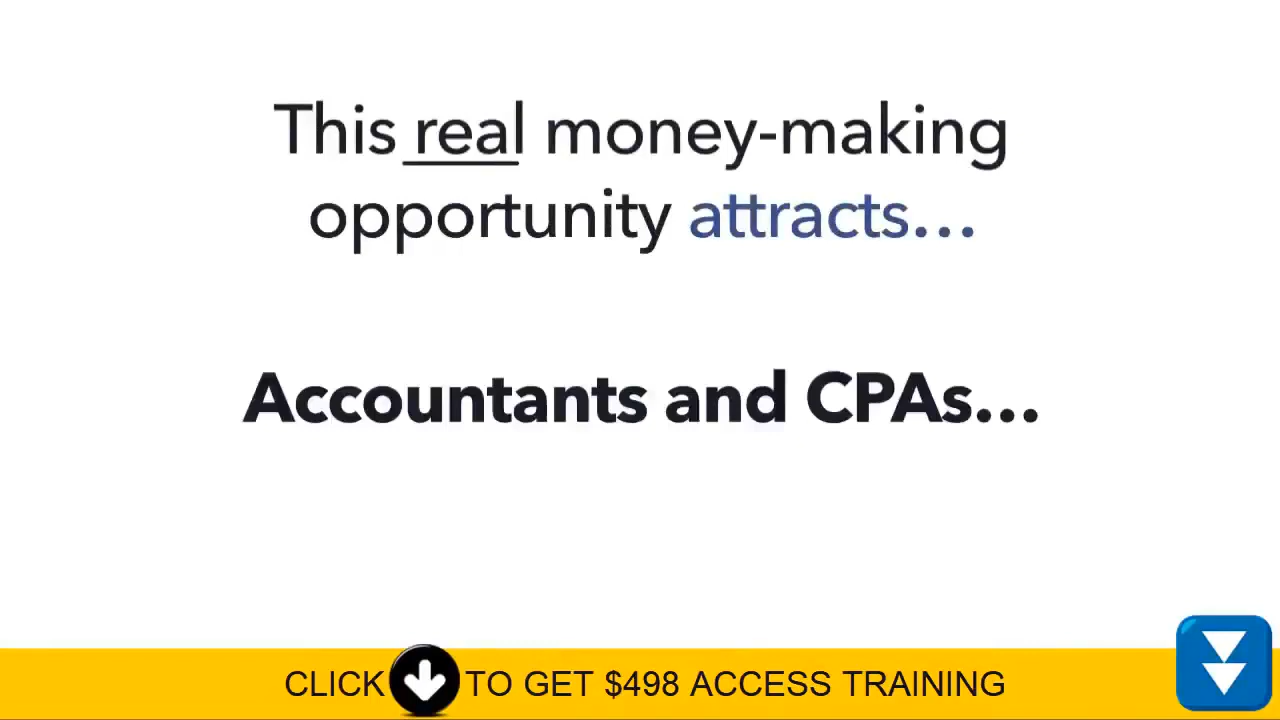 This real money-making
opportunity attracts...
Accountants and CPAs...
CLICK TO GET $498 ACCESS TRAINING